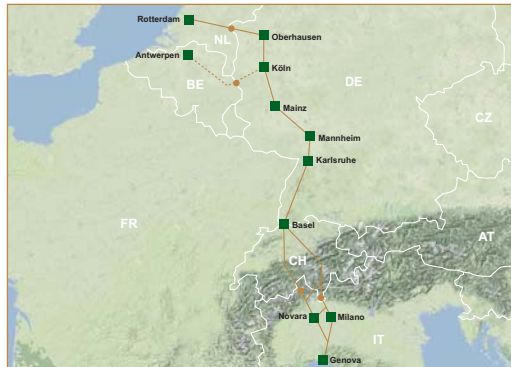 Rotterdam
NL
Oberhausen
Antwerpen
Köln
BE
DE
Mainz
CZ
Mannheim
Karlsruhe
FR
Basel
AT
CH
Novara
Milano
IT
Genova